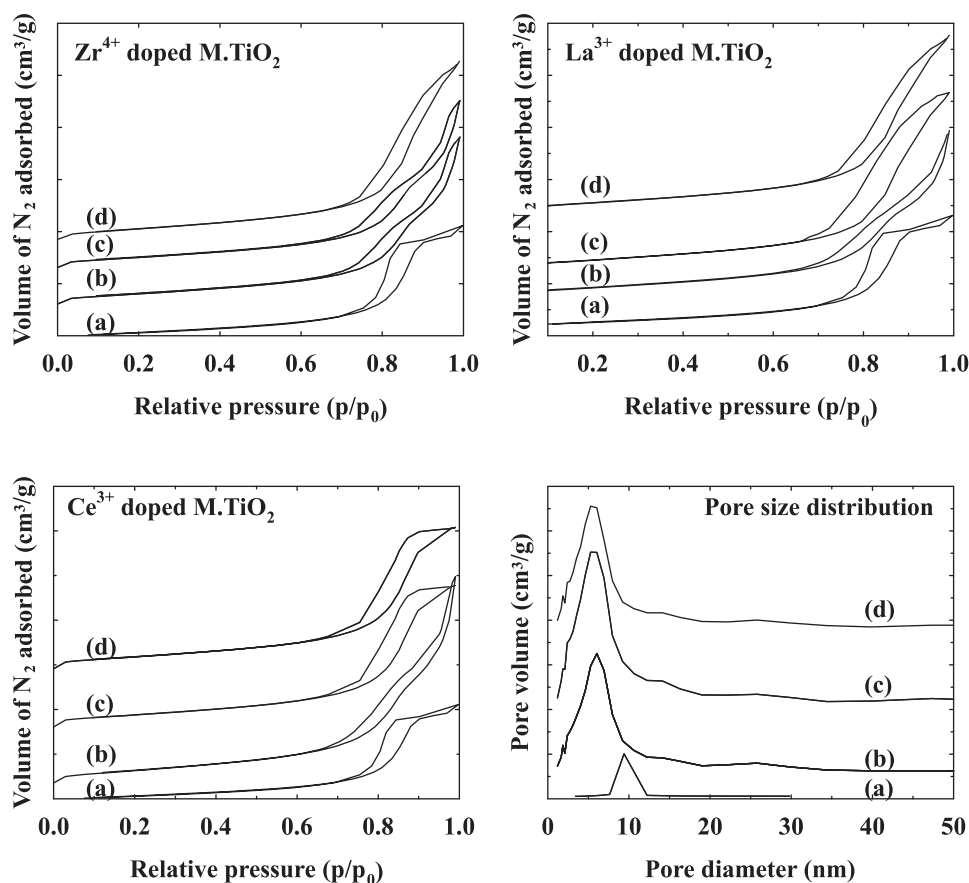 Volume of N₂ adsorbed (cm³/g)
Zr⁴⁺ doped M.TiO₂
(d)
(c)
(b)
(a)
0.0 0.2 0.4 0.6 0.8 1.0
Relative pressure (p/p₀)
Volume of N₂ adsorbed (cm³/g)
La³⁺ doped M.TiO₂
(d)
(c)
(b)
(a)
0.2 0.4 0.6 0.8 1.0
Relative pressure (p/p₀)
Volume of N₂ adsorbed (cm³/g)
Ce³⁺ doped M.TiO₂
(d)
(c)
(b)
(a)
0.0 0.2 0.4 0.6 0.8 1.0
Relative pressure (p/p₀)
Pore volume (cm³/g)
Pore size distribution
(d)
(c)
(b)
(a)
0 10 20 30 40 50
Pore diameter (nm)